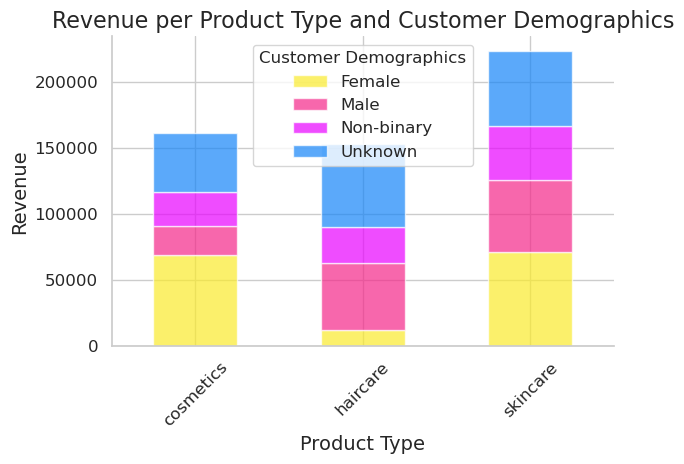 Revenue per Product Type and Customer Demographics
Customer Demographics
Female
Male
Non-binary
Unknown
Revenue
200000
150000
100000
50000
0
cosmetics
haircare
skincare
Product Type